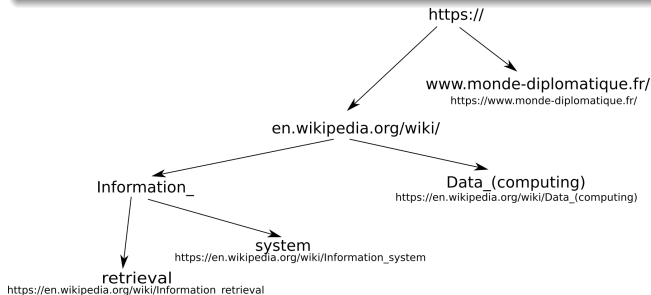 https://
www.monde-diplomatique.fr/
https://www.monde-diplomatique.fr/
en.wikipedia.org/wiki/
Information_
Data_(computing)
https://en.wikipedia.org/wiki/Data_(computing)
system
https://en.wikipedia.org/wiki/Information_system
retrieval
https://en.wikipedia.org/wiki/Information_retrieval